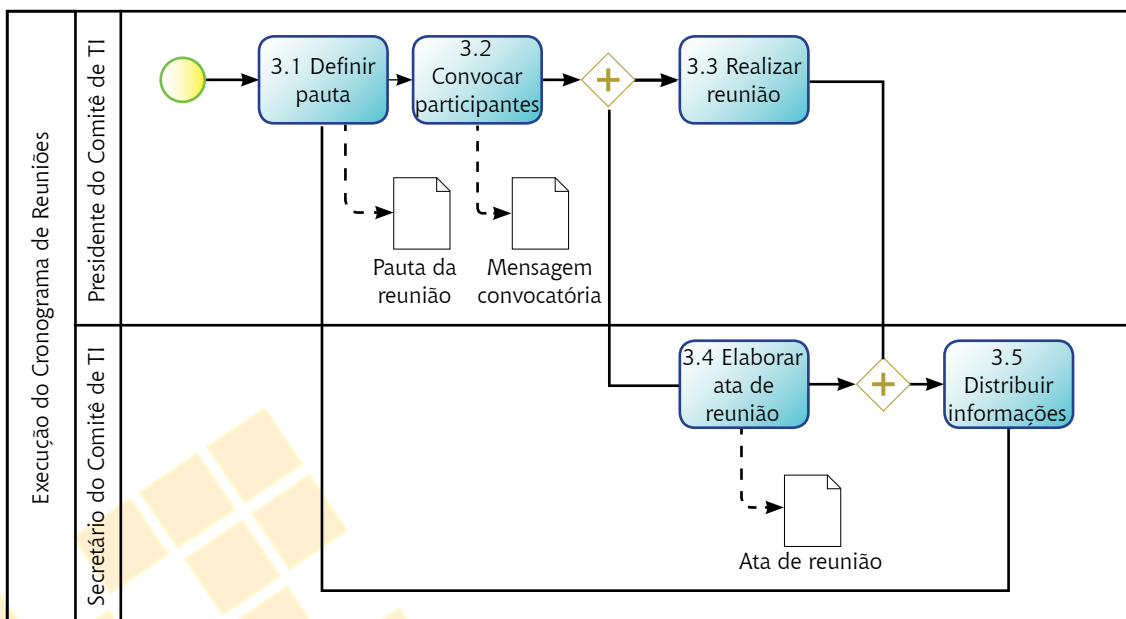 Execução do Cronograma de Reuniões
Presidente do Comitê de TI
3.1 Definir
pauta
3.2
Convocar
participantes
3.3 Realizar
reunião
Pauta da
reunião
Mensagem
convocatória
Secretário do Comitê de TI
3.4 Elaborar
ata de
reunião
3.5
Distribuir
informações
Ata de reunião